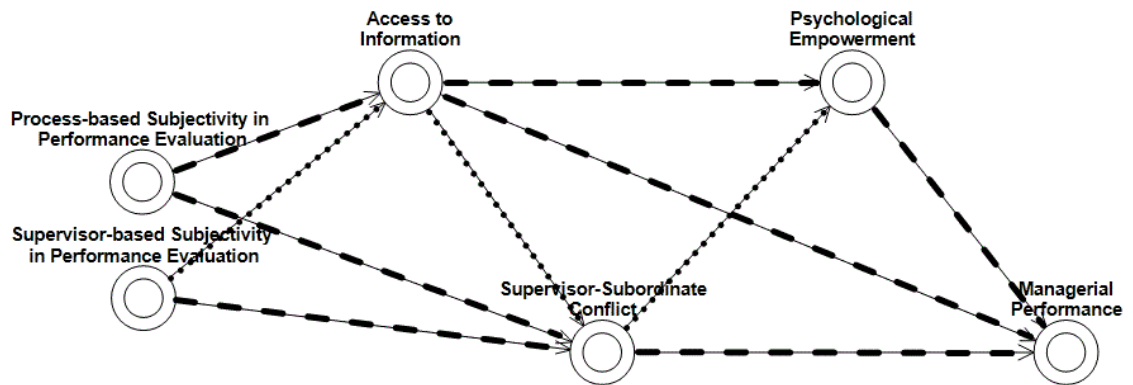 Access to
Information
Psychological
Empowerment
Process-based Subjectivity in
Performance Evaluation
Supervisor-based Subjectivity
in Performance Evaluation
Supervisor-Subordinate
Conflict
Managerial
Performance